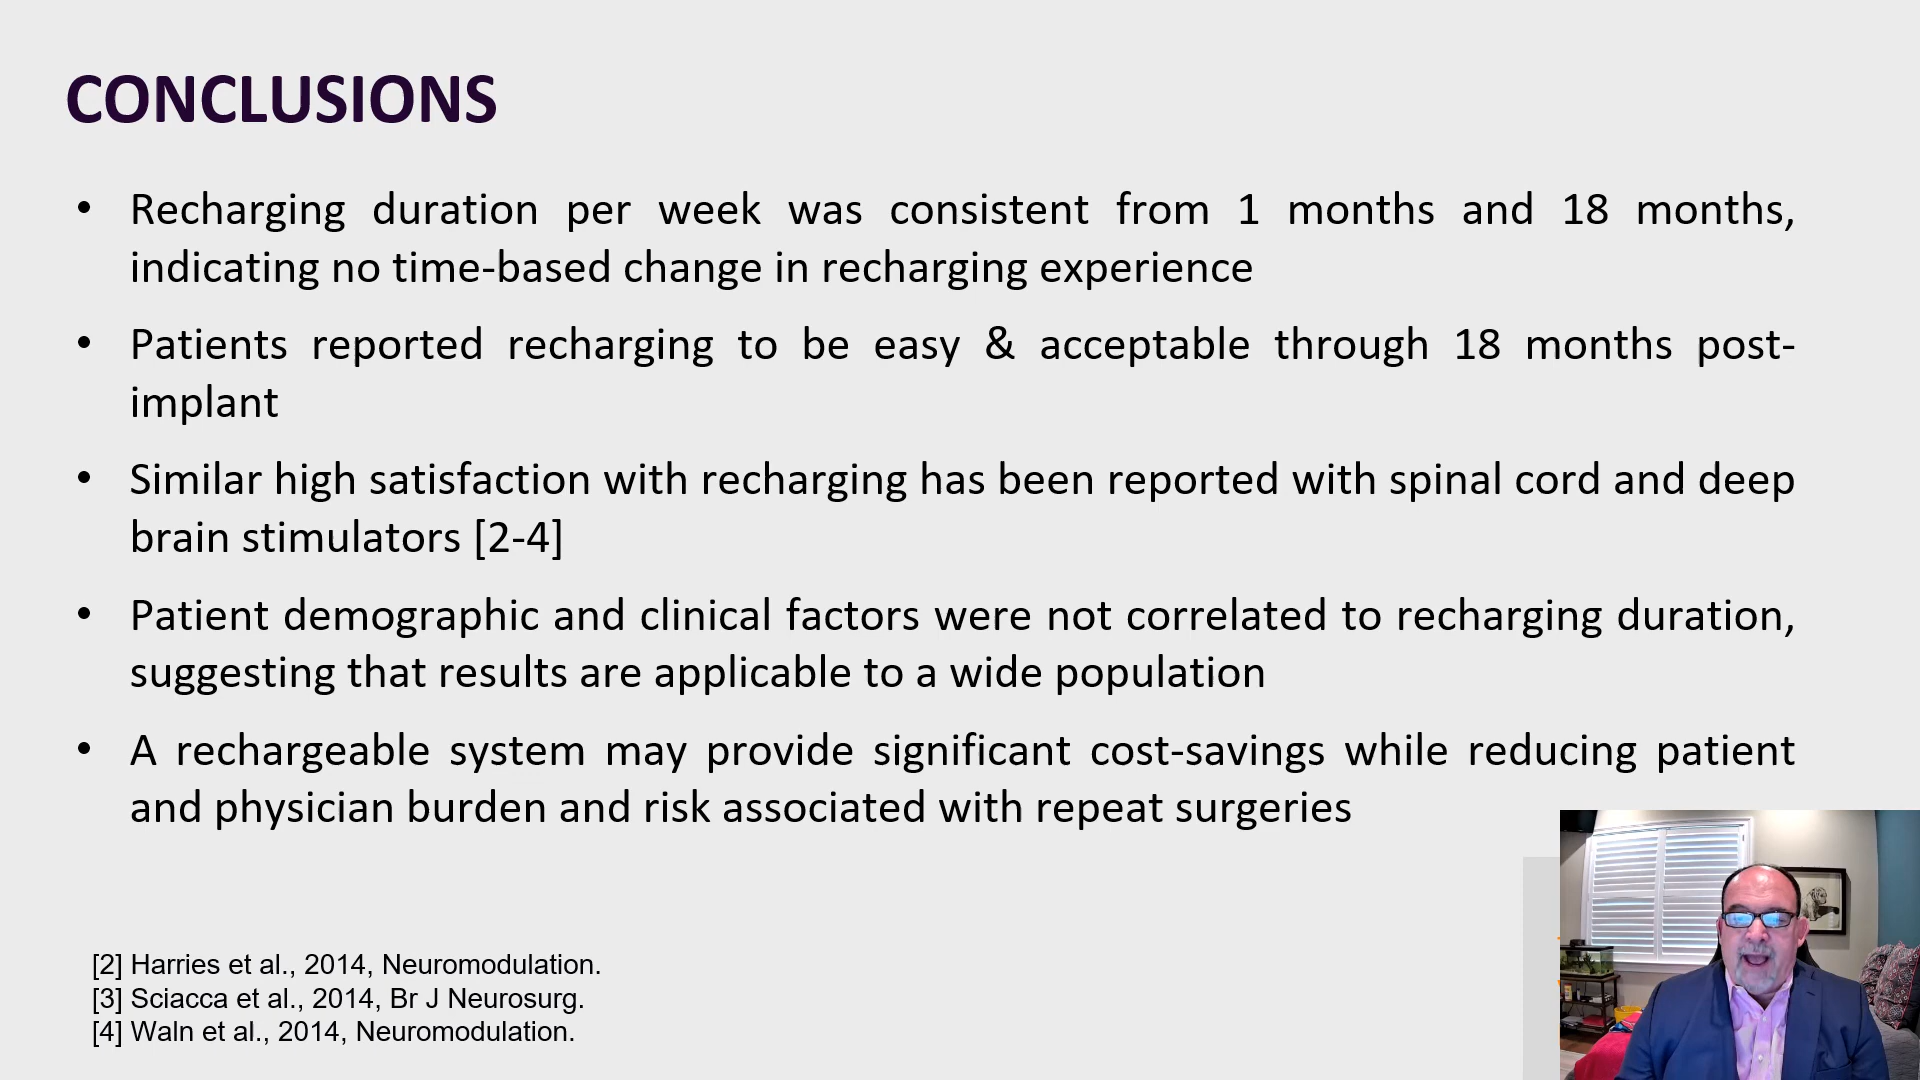 CONCLUSIONS
• Recharging duration per week was consistent from 1 months and 18 months,
indicating no time-based change in recharging experience
• Patients reported recharging to be easy & acceptable through 18 months post-
implant
• Similar high satisfaction with recharging has been reported with spinal cord and deep
brain stimulators [2-4]
• Patient demographic and clinical factors were not correlated to recharging duration,
suggesting that results are applicable to a wide population
• A rechargeable system may provide significant cost-savings while reducing patient
and physician burden and risk associated with repeat surgeries
[2] Harries et al., 2014, Neuromodulation.
[3] Sciacca et al., 2014, Br J Neurosurg.
[4] Waln et al., 2014, Neuromodulation.